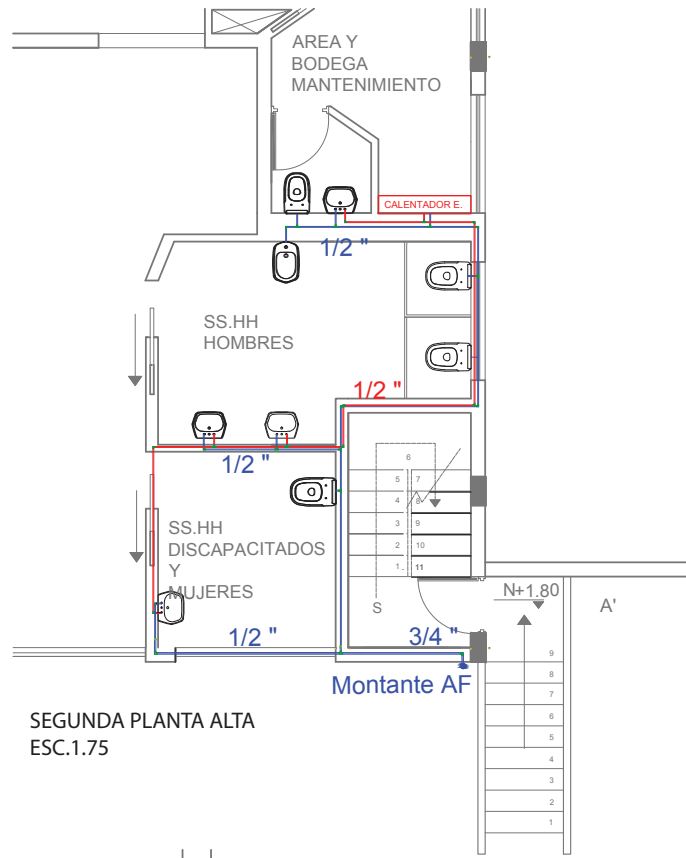 AREA Y
BODEGA
MANTENIMIENTO
CALENTADOR E.
1/2 "
SS.HH
HOMBRES
1/2 "
1/2 "
6
5 7
4 8
3 9
2 10
1 11
S
SS.HH
DISCAPACITADOS
Y
MUJERES
N+1.80
A'
1/2 "
3/4 "
Montante AF
9
8
7
6
5
4
3
2
1
SEGUNDA PLANTA ALTA
ESC.1.75